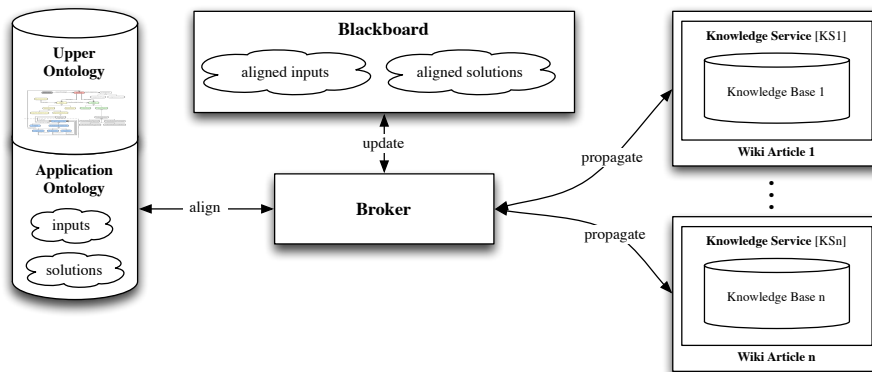 Upper
Ontology
Application
Ontology
inputs
solutions
align
Blackboard
aligned inputs
aligned solutions
update
Broker
propagate
propagate
Knowledge Service [KS1]
Knowledge Base 1
Wiki Article 1
Knowledge Service [KSn]
Knowledge Base n
Wiki Article n